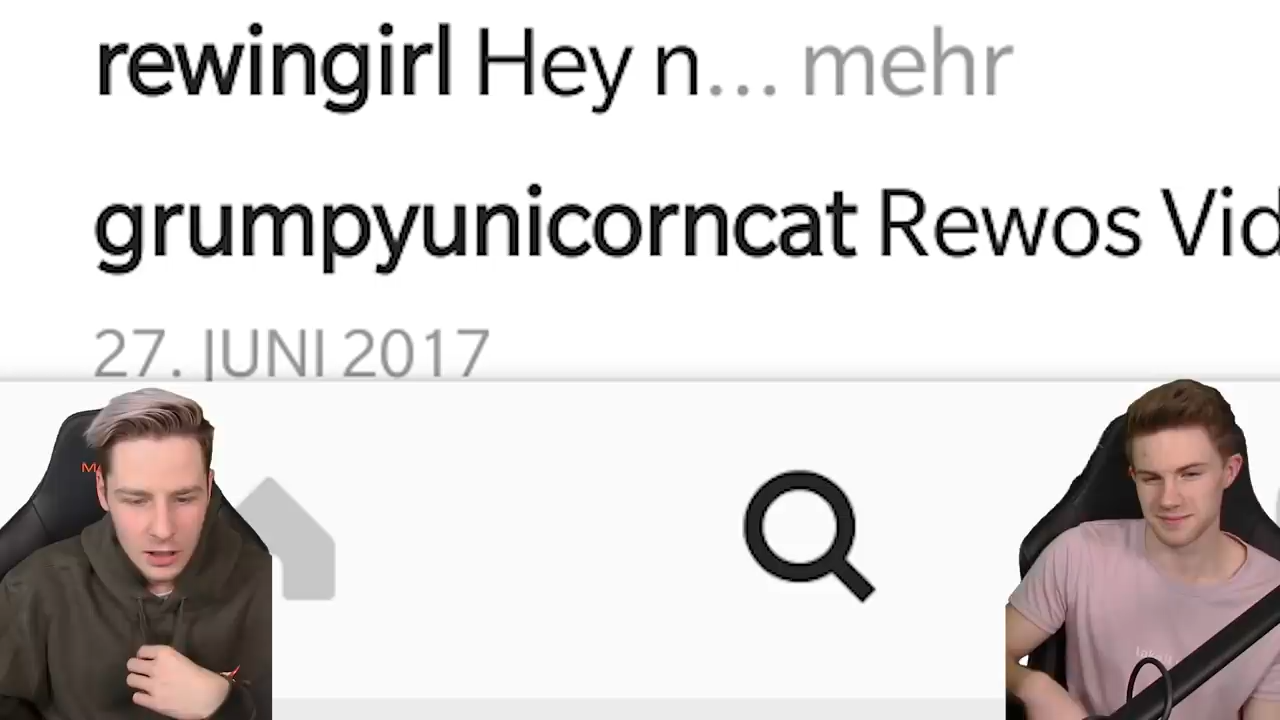 rewingirl Hey n... mehr
grumpyunicorncat Rewos Vid
27. JUNI 2017